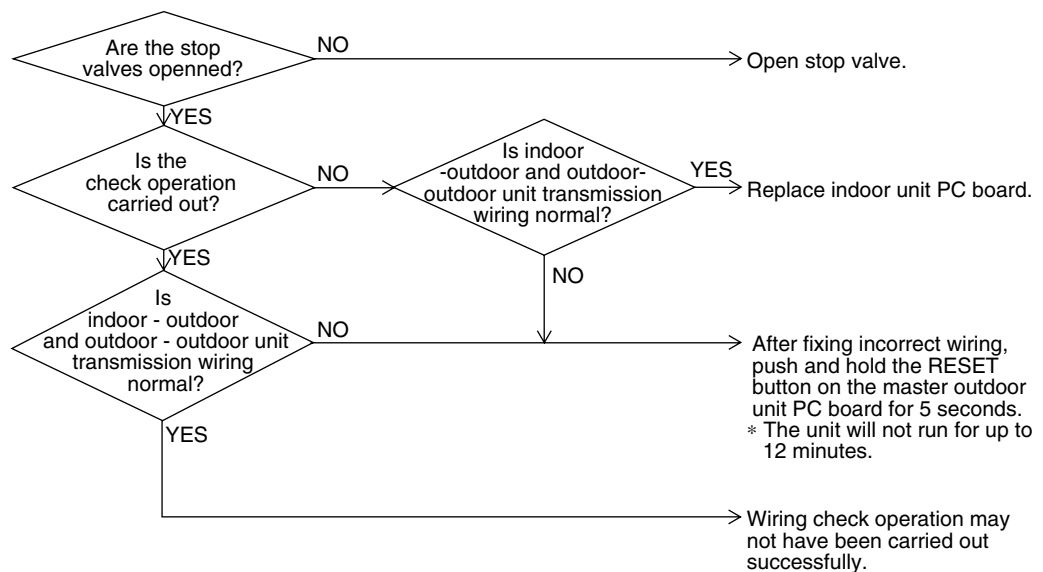 Are the stop
valves openned?
NO
Open stop valve.
YES
Is the
check operation
carried out?
NO
Is indoor
-outdoor and outdoor-
outdoor unit transmission
wiring normal?
YES
Replace indoor unit PC board.
YES
NO
Is
indoor - outdoor
and outdoor - outdoor unit
transmission wiring
normal?
NO
After fixing incorrect wiring,
push and hold the RESET
button on the master outdoor
unit PC board for 5 seconds.
* The unit will not run for up to
12 minutes.
YES
Wiring check operation may
not have been carried out
successfully.